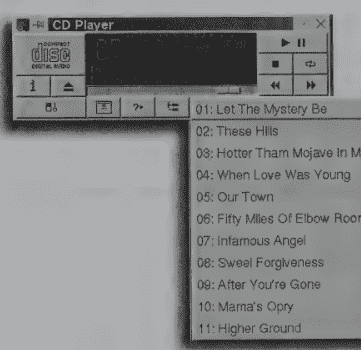 CD Player
COMPACT
disc
DIGITAL AUDIO
i
?
01: Let The Mystery Be
02: These Hills
03: Hotter Tham Mojave In M
04: When Love Was Young
05: Our Town
06: Fifty Miles Of Elbow Room
07: Infamous Angel
08: Sweel Forgiveness
09: After You're Gone
10: Mama's Opry
11: Higher Ground